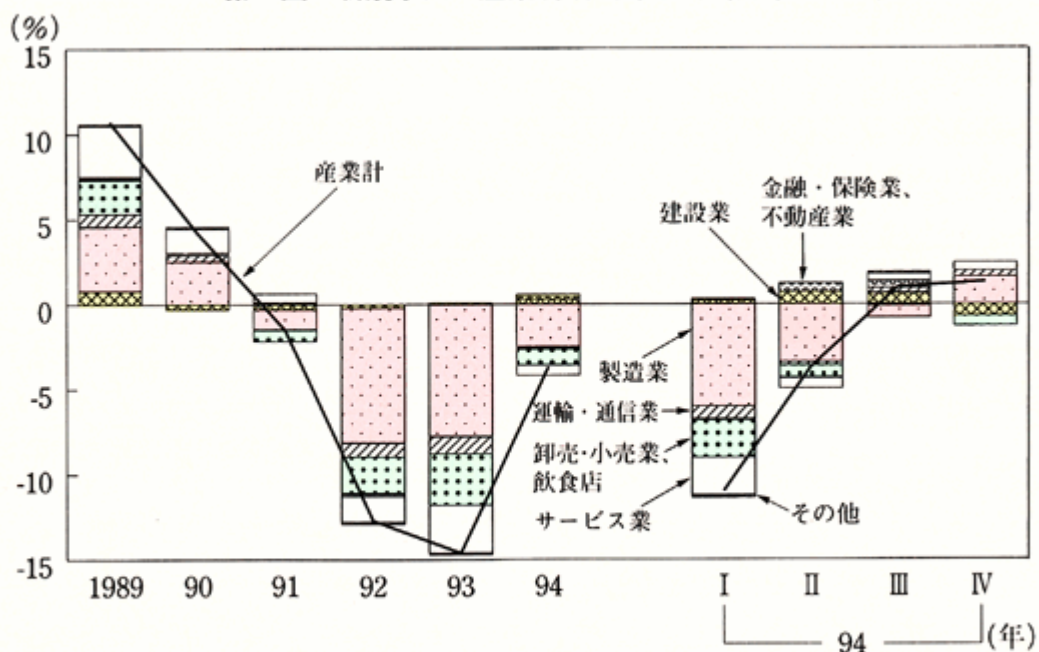 (%)
15
10
5
0
-5
-10
-15
産業計
建設業
金融・保険業、
不動産業
製造業
運輸・通信業
卸売・小売業、
飲食店
サービス業
その他
1989 90 91 92 93 94 I II III IV
94 (年)